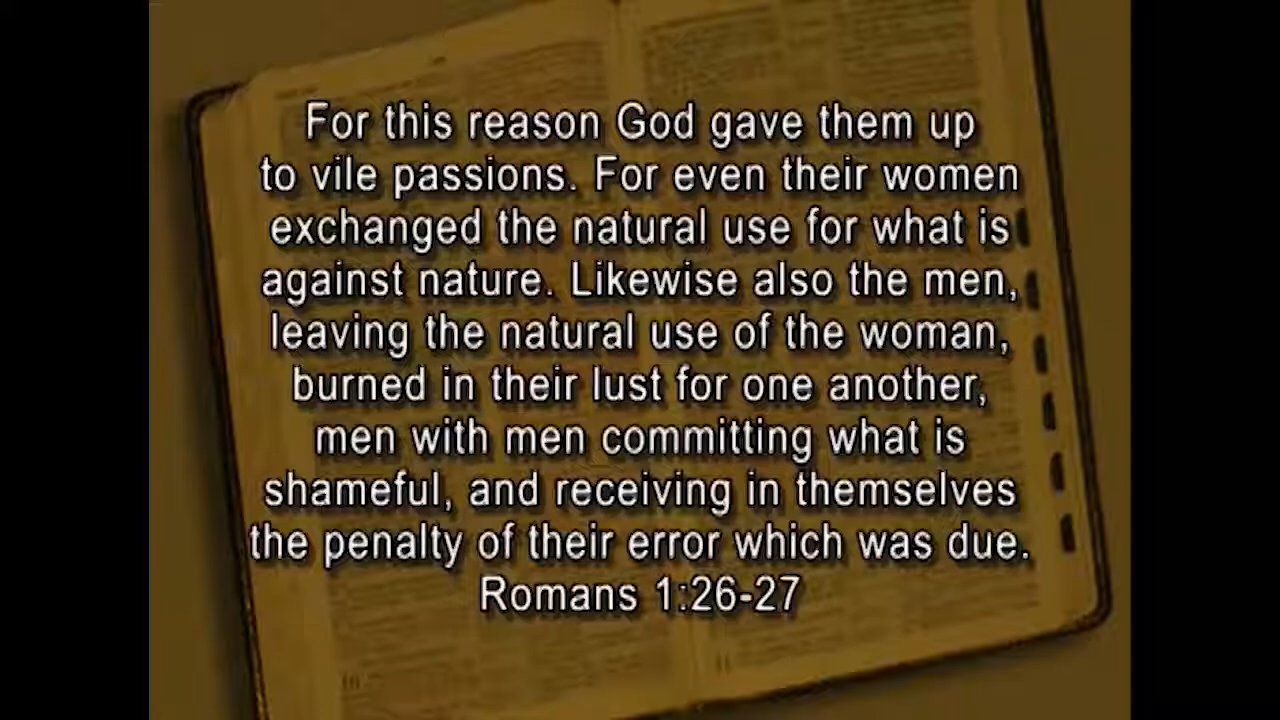 For this reason God gave them up
to vile passions. For even their women
exchanged the natural use for what is
against nature. Likewise also the men,
leaving the natural use of the woman,
burned in their lust for one another,
men with men committing what is
shameful, and receiving in themselves
the penalty of their error which was due.
Romans 1:26-27